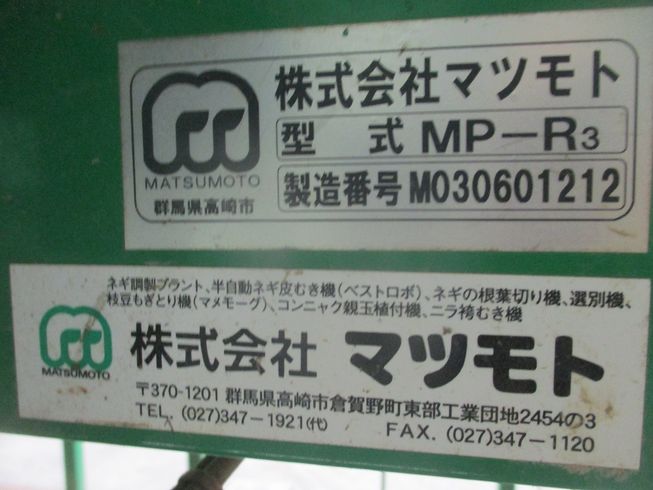 株式会社マツモト
型 式 MP-R3
製造番号 M030601212
MATSUMOTO
群馬県高崎市
ネギ調製プラント、半自動ネギ皮むき機(ベストロボ)、ネギの根葉切り機、選別機、
枝豆もぎとり機(マメモーグ)、コンニャク親玉植付機、ニラ袴むき機
MATSUMOTO
株式会社 マツモト
〒370-1201 群馬県高崎市倉賀野町東部工業団地2454の3
TEL. (027)347-1921(代) FAX. (027)347-1120